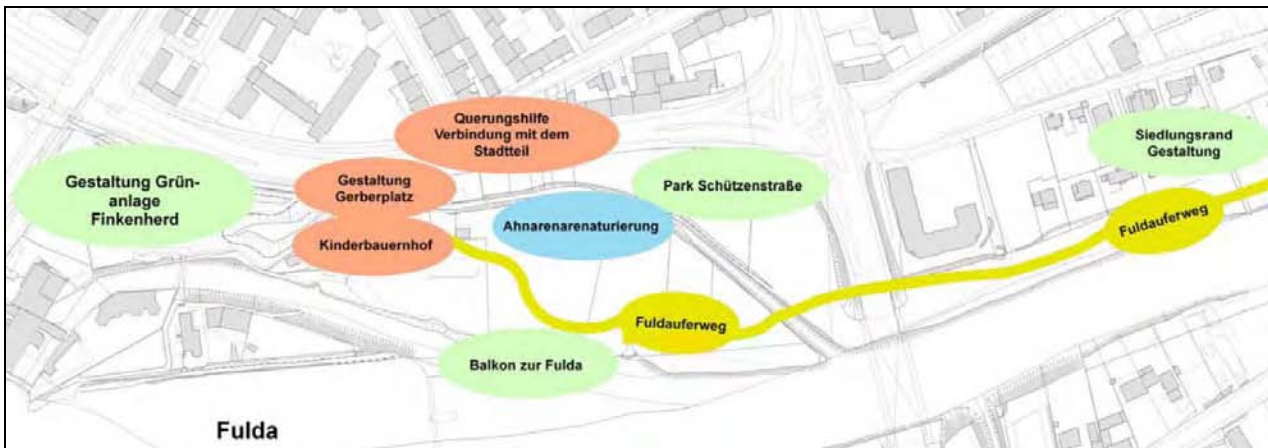 Querungshilfe
Verbindung mit dem
Stadtteil
Siedlungsrand
Gestaltung
Gestaltung Grün-
anlage
Finkenherd
Gestaltung
Gerberplatz
Park Schützenstraße
Ahnarenarenaturierung
Kinderbauernhof
Fuldauferweg
Fuldauferweg
Balkon zur Fulda
Fulda